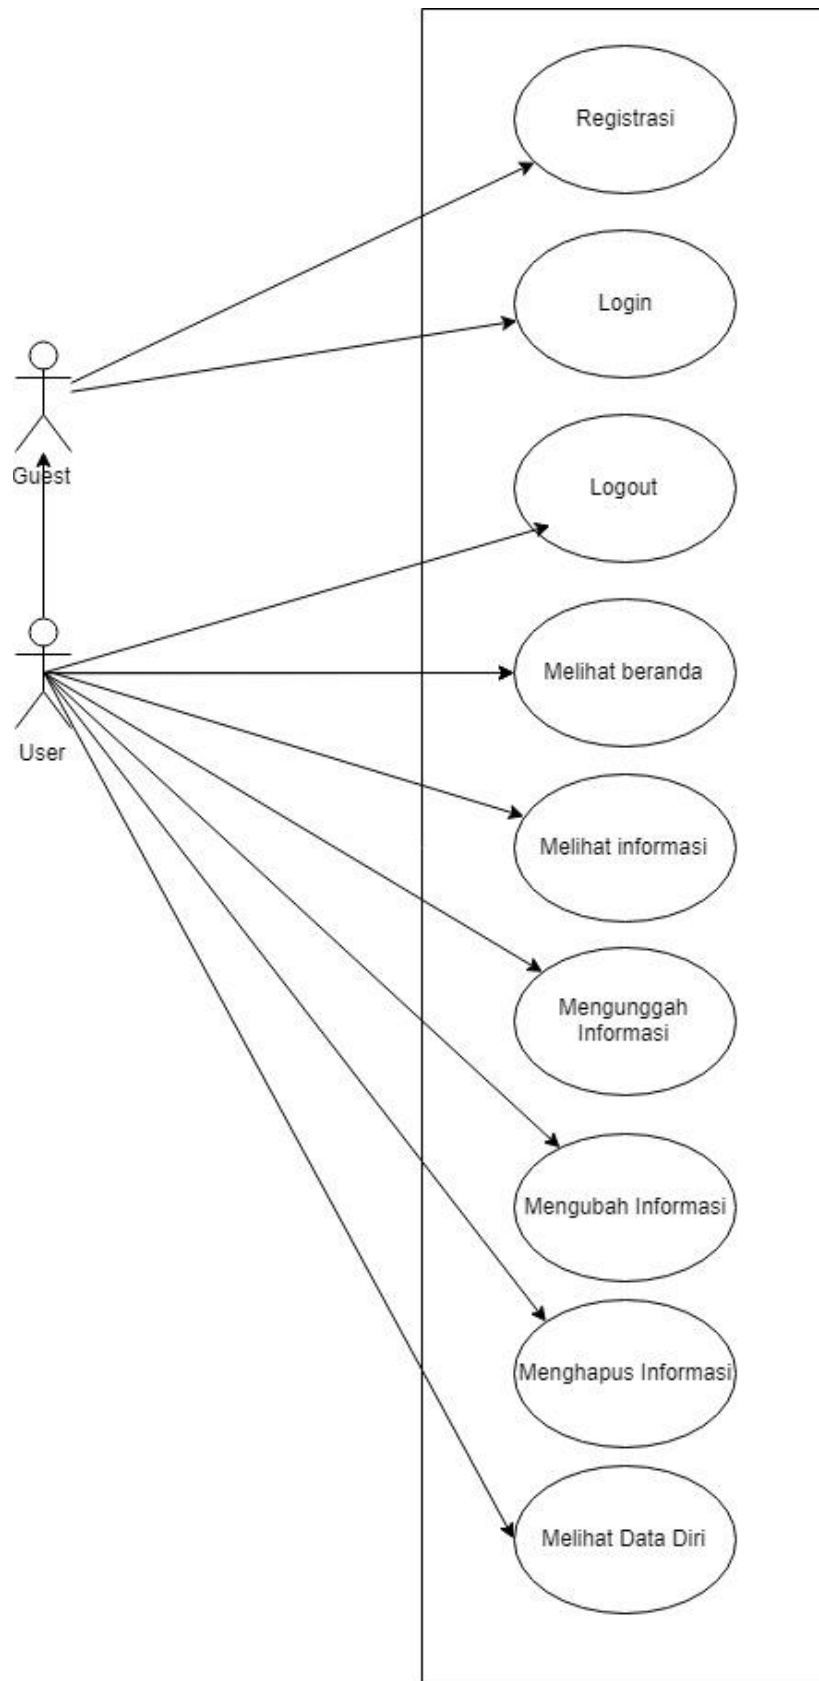 Registrasi
Login
Guest
Logout
Melihat beranda
User
Melihat informasi
Mengunggah
Informasi
Mengubah Informasi
Menghapus Informasi
Melihat Data Diri